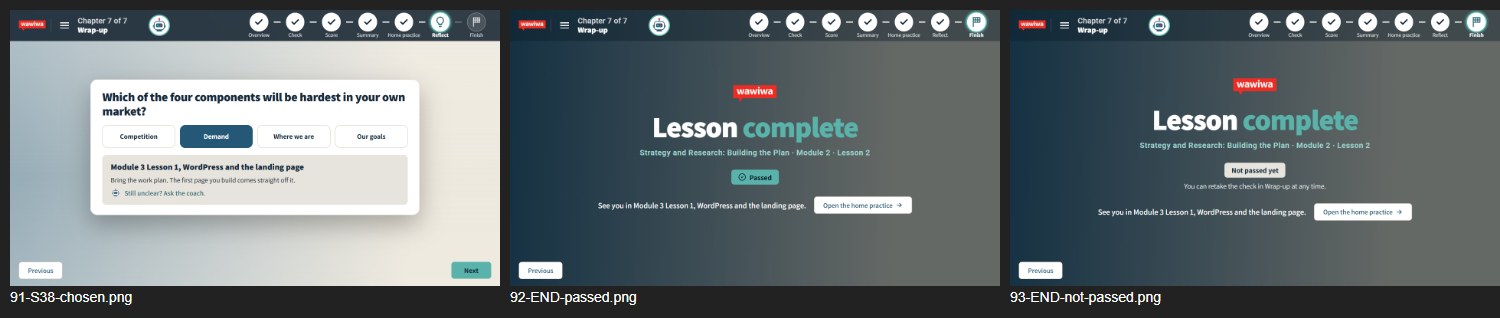 wawiwa
Chapter 7 of 7
Wrap-up
Overview
Check
Score
Summary
Home practice
Reflect
Finish
Which of the four components will be hardest in your own
market?
Competition
Demand
Where we are
Our goals
Module 3 Lesson 1, WordPress and the landing page
Bring the work plan. The first page you build comes straight off it.
Still unclear? Ask the coach.
Previous
Next
91-S38-chosen.png
wawiwa
Chapter 7 of 7
Wrap-up
Overview
Check
Score
Summary
Home practice
Reflect
Finish
wawiwa
Lesson complete
Strategy and Research: Building the Plan · Module 2 · Lesson 2
Passed
See you in Module 3 Lesson 1, WordPress and the landing page.
Open the home practice →
Previous
92-END-passed.png
wawiwa
Chapter 7 of 7
Wrap-up
Overview
Check
Score
Summary
Home practice
Reflect
Finish
wawiwa
Lesson complete
Strategy and Research: Building the Plan · Module 2 · Lesson 2
Not passed yet
You can retake the check in Wrap-up at any time.
See you in Module 3 Lesson 1, WordPress and the landing page.
Open the home practice →
Previous
93-END-not-passed.png